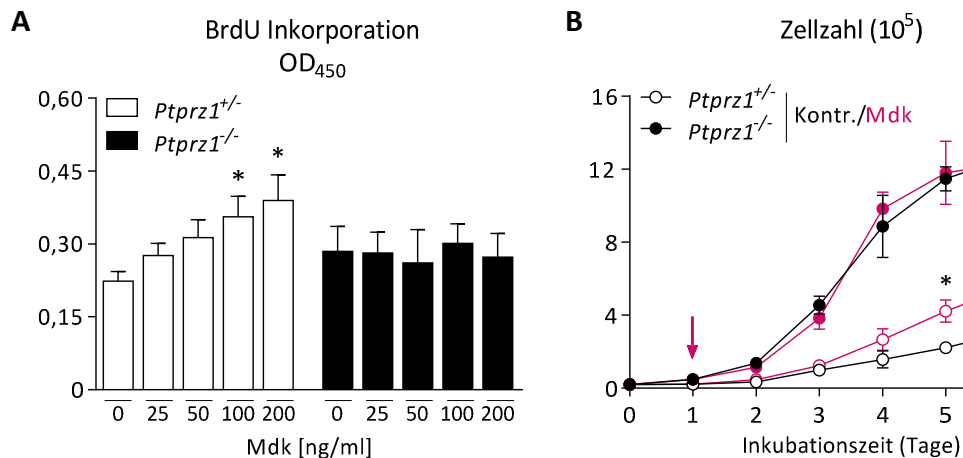 A
BrdU Inkorporation
OD450
0,60
0,45
0,30
0,15
0
Ptprz1+/-
Ptprz1-/-
*
*
0 25 50 100 200 0 25 50 100 200
Mdk [ng/ml]
B
Zellzahl (10⁵)
16
12
8
4
0
Ptprz1+/-
Ptprz1-/-
Kontr./Mdk
*
0 1 2 3 4 5
Inkubationszeit (Tage)